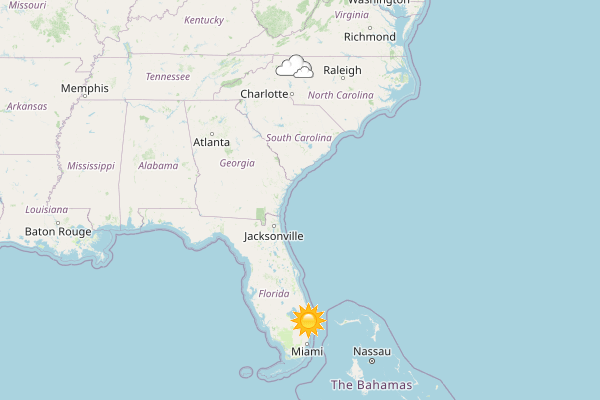 Missouri
Kentucky
Washington
Virginia
Richmond
Tennessee
Raleigh
Memphis
Charlotte
North Carolina
Arkansas
Atlanta
South Carolina
Mississippi
Alabama
Georgia
Louisiana
Baton Rouge
Jacksonville
Florida
Miami
Nassau
The Bahamas